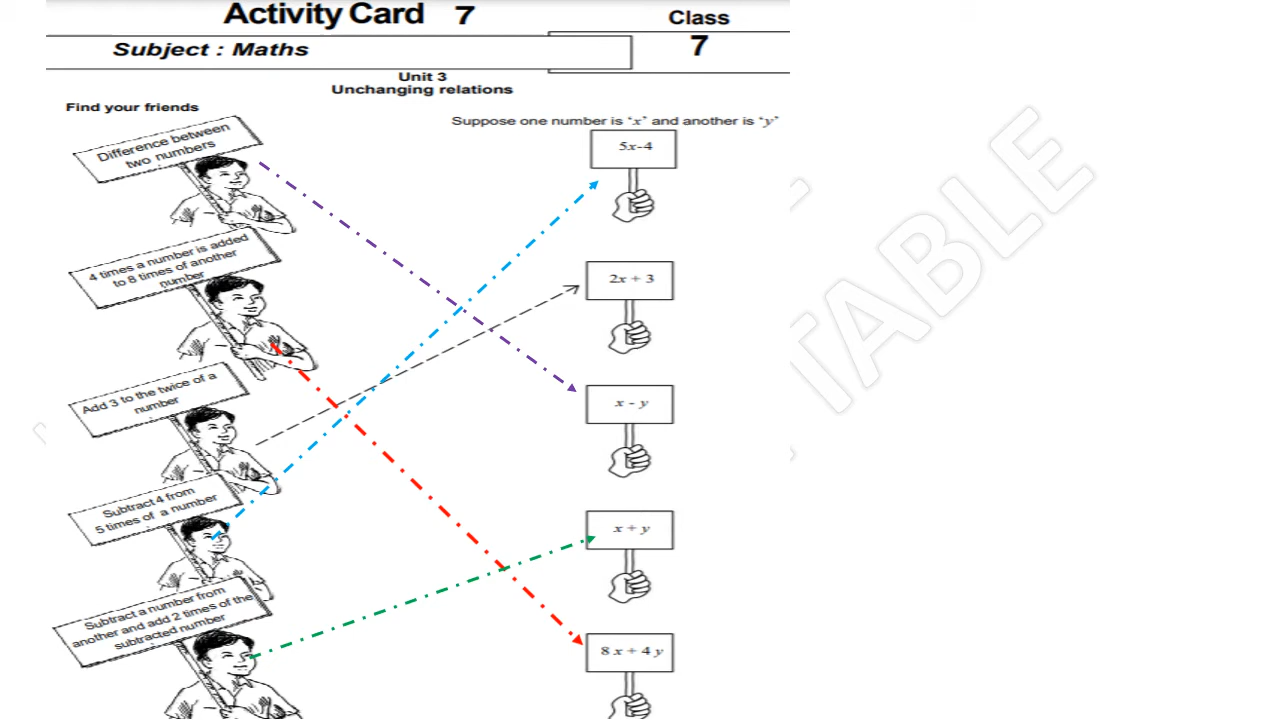 Activity Card 7
Class
7
Subject : Maths
Unit 3
Unchanging relations
Find your friends
Suppose one number is ‘x’ and another is ‘y’
Difference between
two numbers
5x-4
4 times a number is added
to 8 times of another
number
2x + 3
Add 3 to the twice of a
number
x - y
Subtract 4 from
5 times of a number
x + y
Subtract a number from
another and add 2 times of the
subtracted number
8 x + 4 y
TABLE